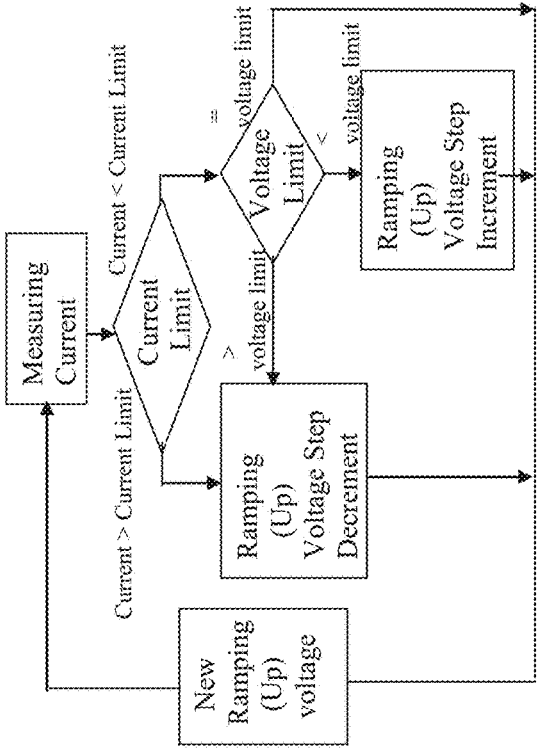 Measuring
Current
Current > Current Limit
Current < Current Limit
Current
Limit
=
voltage limit
>
voltage limit
Voltage
Limit
<
voltage limit
New
Ramping
(Up)
voltage
Ramping
(Up)
Voltage Step
Decrement
Ramping
(Up)
Voltage Step
Increment